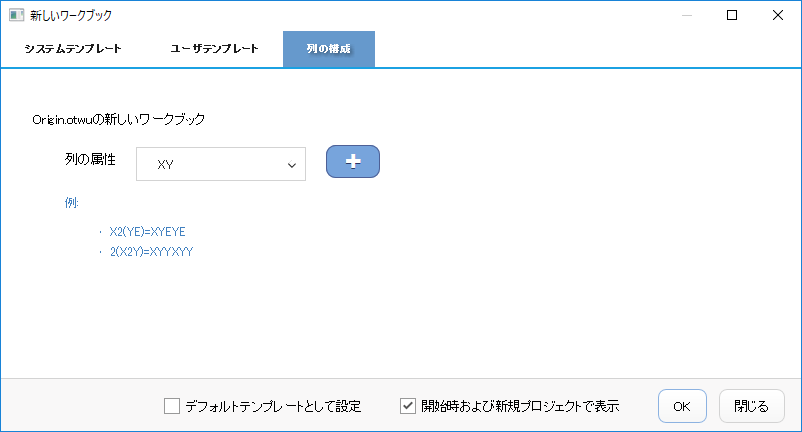 新しいワークブック
システムテンプレート ユーザテンプレート 列の構成
Origin.otwuの新しいワークブック
列の属性 XY
例:
・ X2(YE)=XYEYE
・ 2(X2Y)=XYYXYY
デフォルトテンプレートとして設定 開始時および新規プロジェクトで表示 OK 閉じる